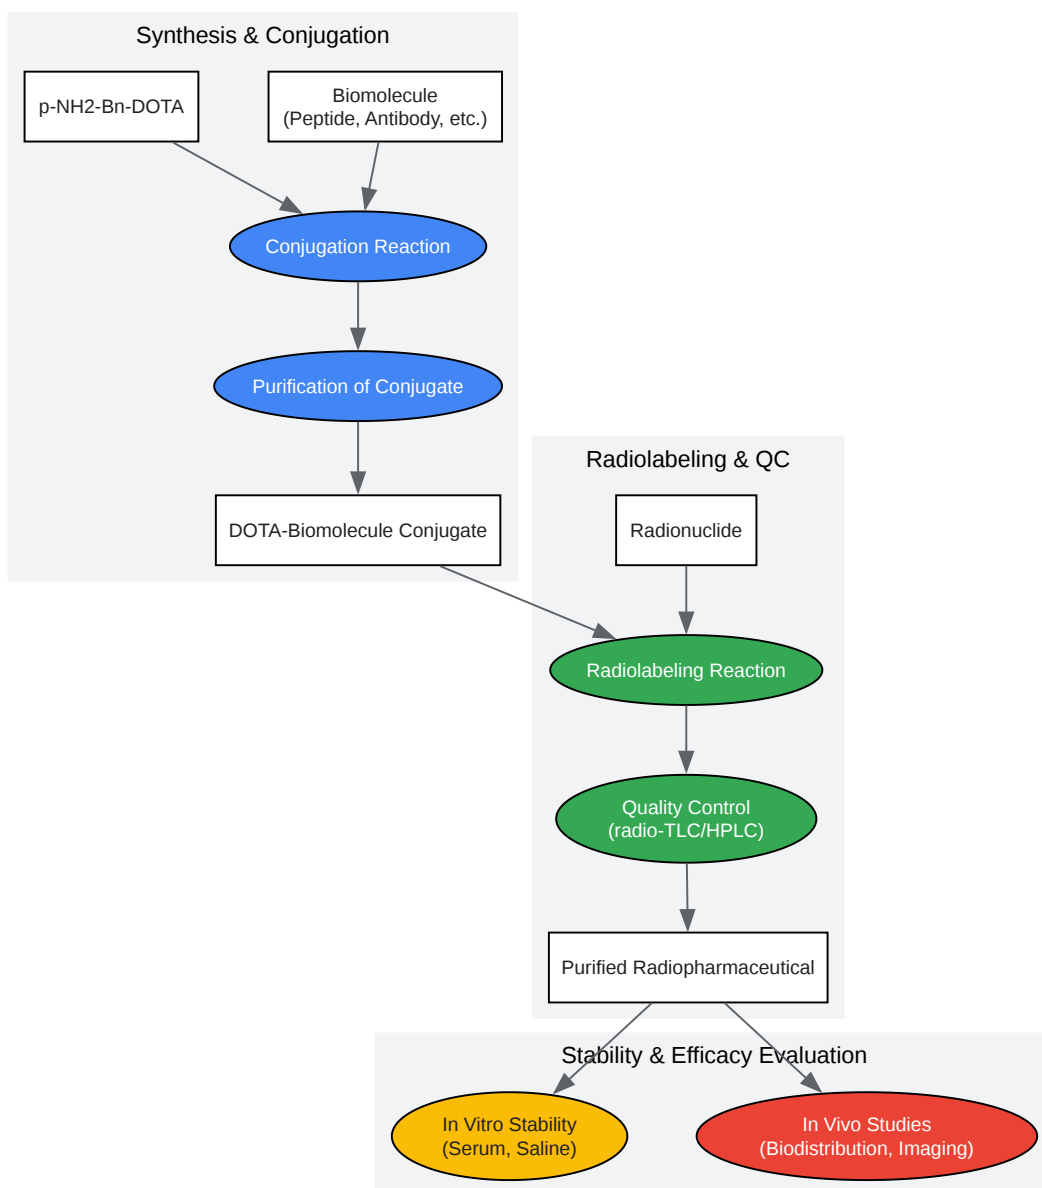 Synthesis & Conjugation
p-NH2-Bn-DOTA
Biomolecule
(Peptide, Antibody, etc.)
Conjugation Reaction
Purification of Conjugate
DOTA-Biomolecule Conjugate
Radiolabeling & QC
Radionuclide
Radiolabeling Reaction
Quality Control
(radio-TLC/HPLC)
Purified Radiopharmaceutical
Stability & Efficacy Evaluation
In Vitro Stability
(Serum, Saline)
In Vivo Studies
(Biodistribution, Imaging)